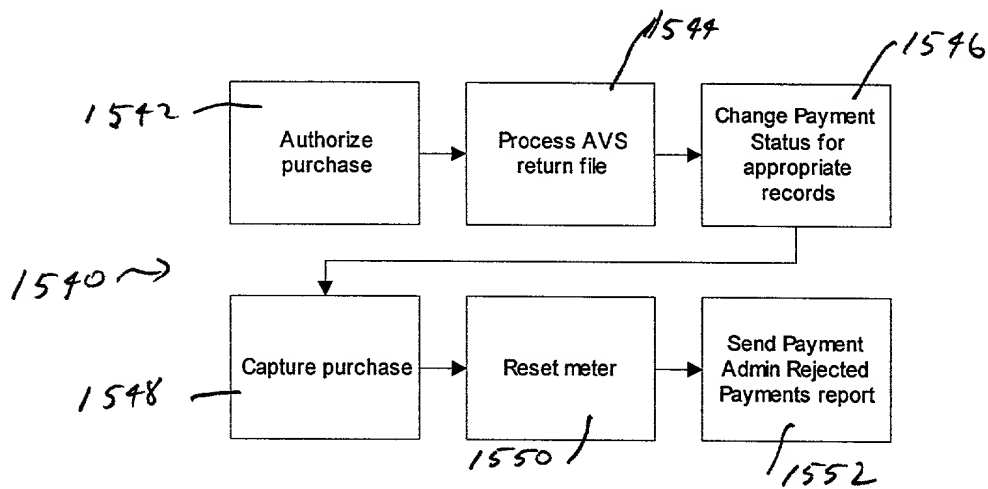 1544
1546
1542
Authorize
purchase
Process AVS
return file
Change Payment
Status for
appropriate
records
1540
Capture purchase
Reset meter
Send Payment
Admin Rejected
Payments report
1548
1550
1552